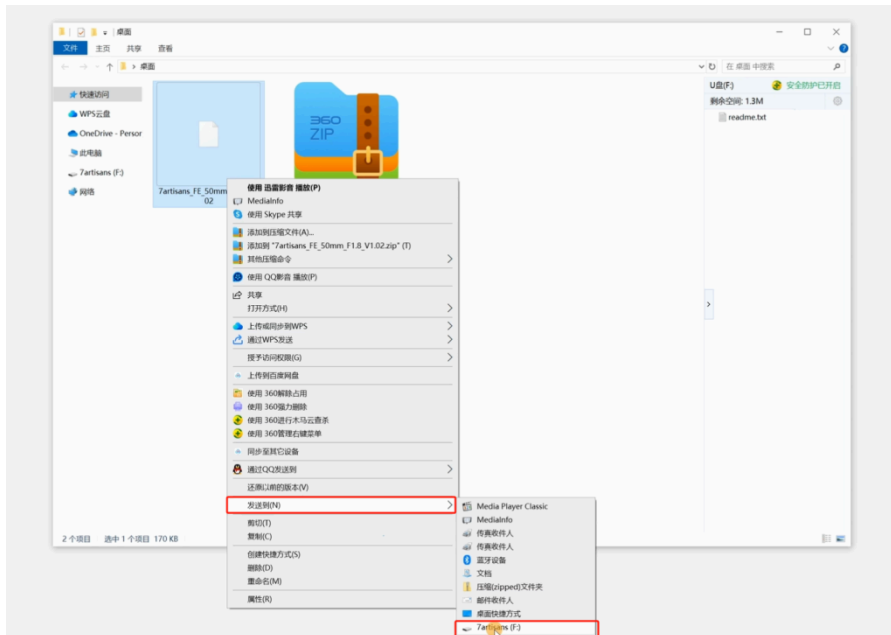 桌面
文件 主页 共享 查看
桌面
在 桌面 中搜索
快速访问
WPS云盘
OneDrive - Persor
此电脑
7artisans (F:)
网络
7artisans_FE_50mm
02
360
ZIP
U盘(F:) 安全防护已开启
剩余空间: 1.3M
readme.txt
使用 迅雷影音 播放(P)
MediaInfo
使用 Skype 共享
添加到压缩文件(A)...
添加到 "7artisans_FE_50mm_F1.8_V1.02.zip" (T)
其他压缩命令
使用 QQ影音 播放(P)
共享
打开方式(H)
上传或同步到WPS
通过WPS发送
授予访问权限(G)
上传到百度网盘
使用 360解除占用
使用 360强力删除
使用 360进行木马云查杀
使用 360管理右键菜单
同步至其它设备
通过QQ发送到
还原以前的版本(V)
发送到(N)
剪切(T)
复制(C)
创建快捷方式(S)
删除(D)
重命名(M)
属性(R)
Media Player Classic
MediaInfo
传真收件人
传真收件人
蓝牙设备
文档
压缩(zipped)文件夹
邮件收件人
桌面快捷方式
7artisans (F:)
2 个项目 选中 1 个项目 170 KB